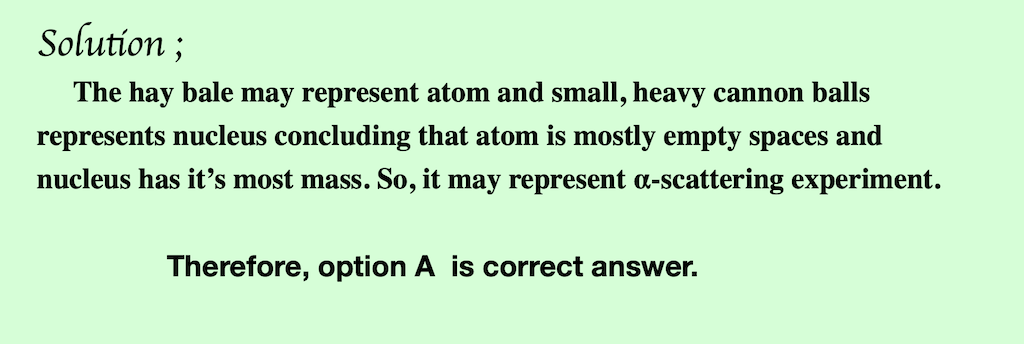 Solution ;
The hay bale may represent atom and small, heavy cannon balls
represents nucleus concluding that atom is mostly empty spaces and
nucleus has it’s most mass. So, it may represent α-scattering experiment.
Therefore, option A is correct answer.